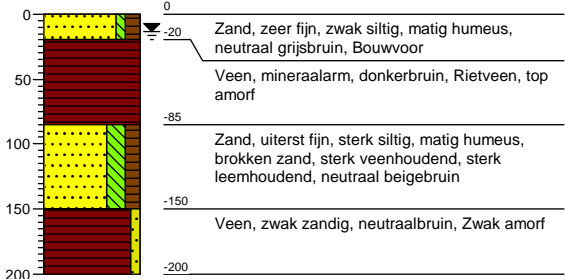 0
50
100
150
200
0
Zand, zeer fijn, zwak siltig, matig humeus,
neutraal grijsbruin, Bouwvoor
-20
Veen, mineraalarm, donkerbruin, Rietveen, top
amorf
-85
Zand, uiterst fijn, sterk siltig, matig humeus,
brokken zand, sterk veenhoudend, sterk
leemhoudend, neutraal beigebruin
-150
Veen, zwak zandig, neutraalbruin, Zwak amorf
-200